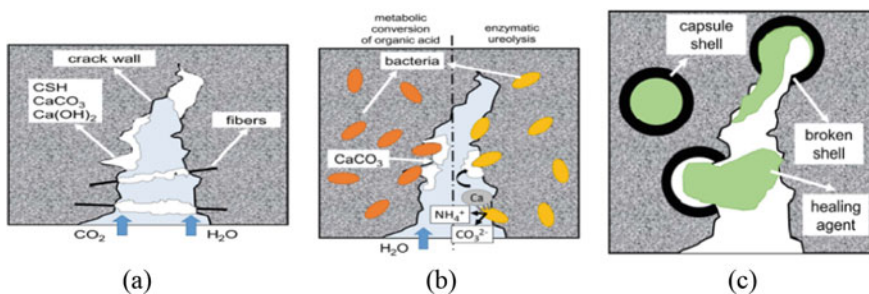 crack wall
CSH
CaCO₃
Ca(OH)₂
fibers
CO₂
H₂O
(a)
metabolic
conversion
of organic acid
enzymatic
ureolysis
bacteria
CaCO₃
Ca
NH₄⁺
CO₃²⁻
H₂O
(b)
capsule
shell
broken
shell
healing
agent
(c)